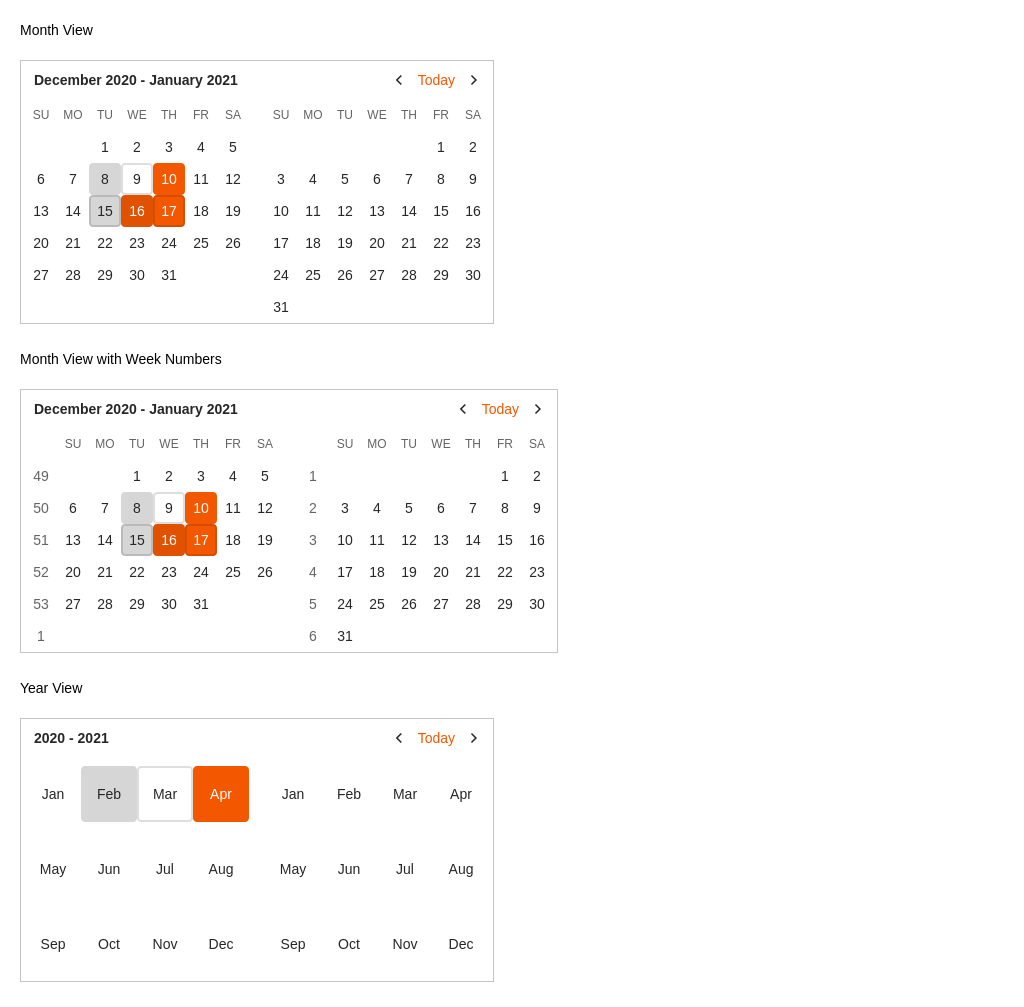 Month View
December 2020 - January 2021 Today
SU MO TU WE TH FR SA SU MO TU WE TH FR SA
1 2 3 4 5 1 2
6 7 8 9 10 11 12 3 4 5 6 7 8 9
13 14 15 16 17 18 19 10 11 12 13 14 15 16
20 21 22 23 24 25 26 17 18 19 20 21 22 23
27 28 29 30 31 24 25 26 27 28 29 30
31
Month View with Week Numbers
December 2020 - January 2021 Today
SU MO TU WE TH FR SA SU MO TU WE TH FR SA
49 1 2 3 4 5 1 1 2
50 6 7 8 9 10 11 12 2 3 4 5 6 7 8 9
51 13 14 15 16 17 18 19 3 10 11 12 13 14 15 16
52 20 21 22 23 24 25 26 4 17 18 19 20 21 22 23
53 27 28 29 30 31 5 24 25 26 27 28 29 30
1 6 31
Year View
2020 - 2021 Today
Jan Feb Mar Apr Jan Feb Mar Apr
May Jun Jul Aug May Jun Jul Aug
Sep Oct Nov Dec Sep Oct Nov Dec